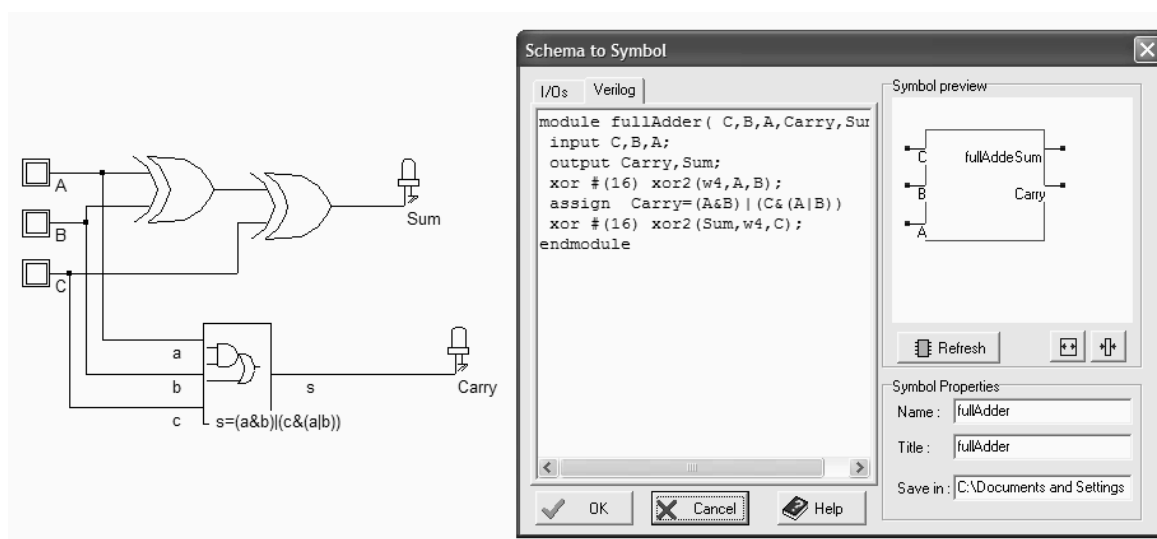 A
B
C
Sum
a
b
c
s
s=(a&b)|(c&(a|b))
Carry
Schema to Symbol
I/Os
Verilog
module fullAdder( C,B,A,Carry,Sur
input C,B,A;
output Carry,Sum;
xor #(16) xor2(w4,A,B);
assign Carry=(A&B)|(C&(A|B))
xor #(16) xor2(Sum,w4,C);
endmodule
OK
Cancel
Help
Symbol preview
C
fullAdde Sum
B
Carry
A
Refresh
Symbol Properties
Name :
fullAdder
Title :
fullAdder
Save in :
C:\Documents and Settings